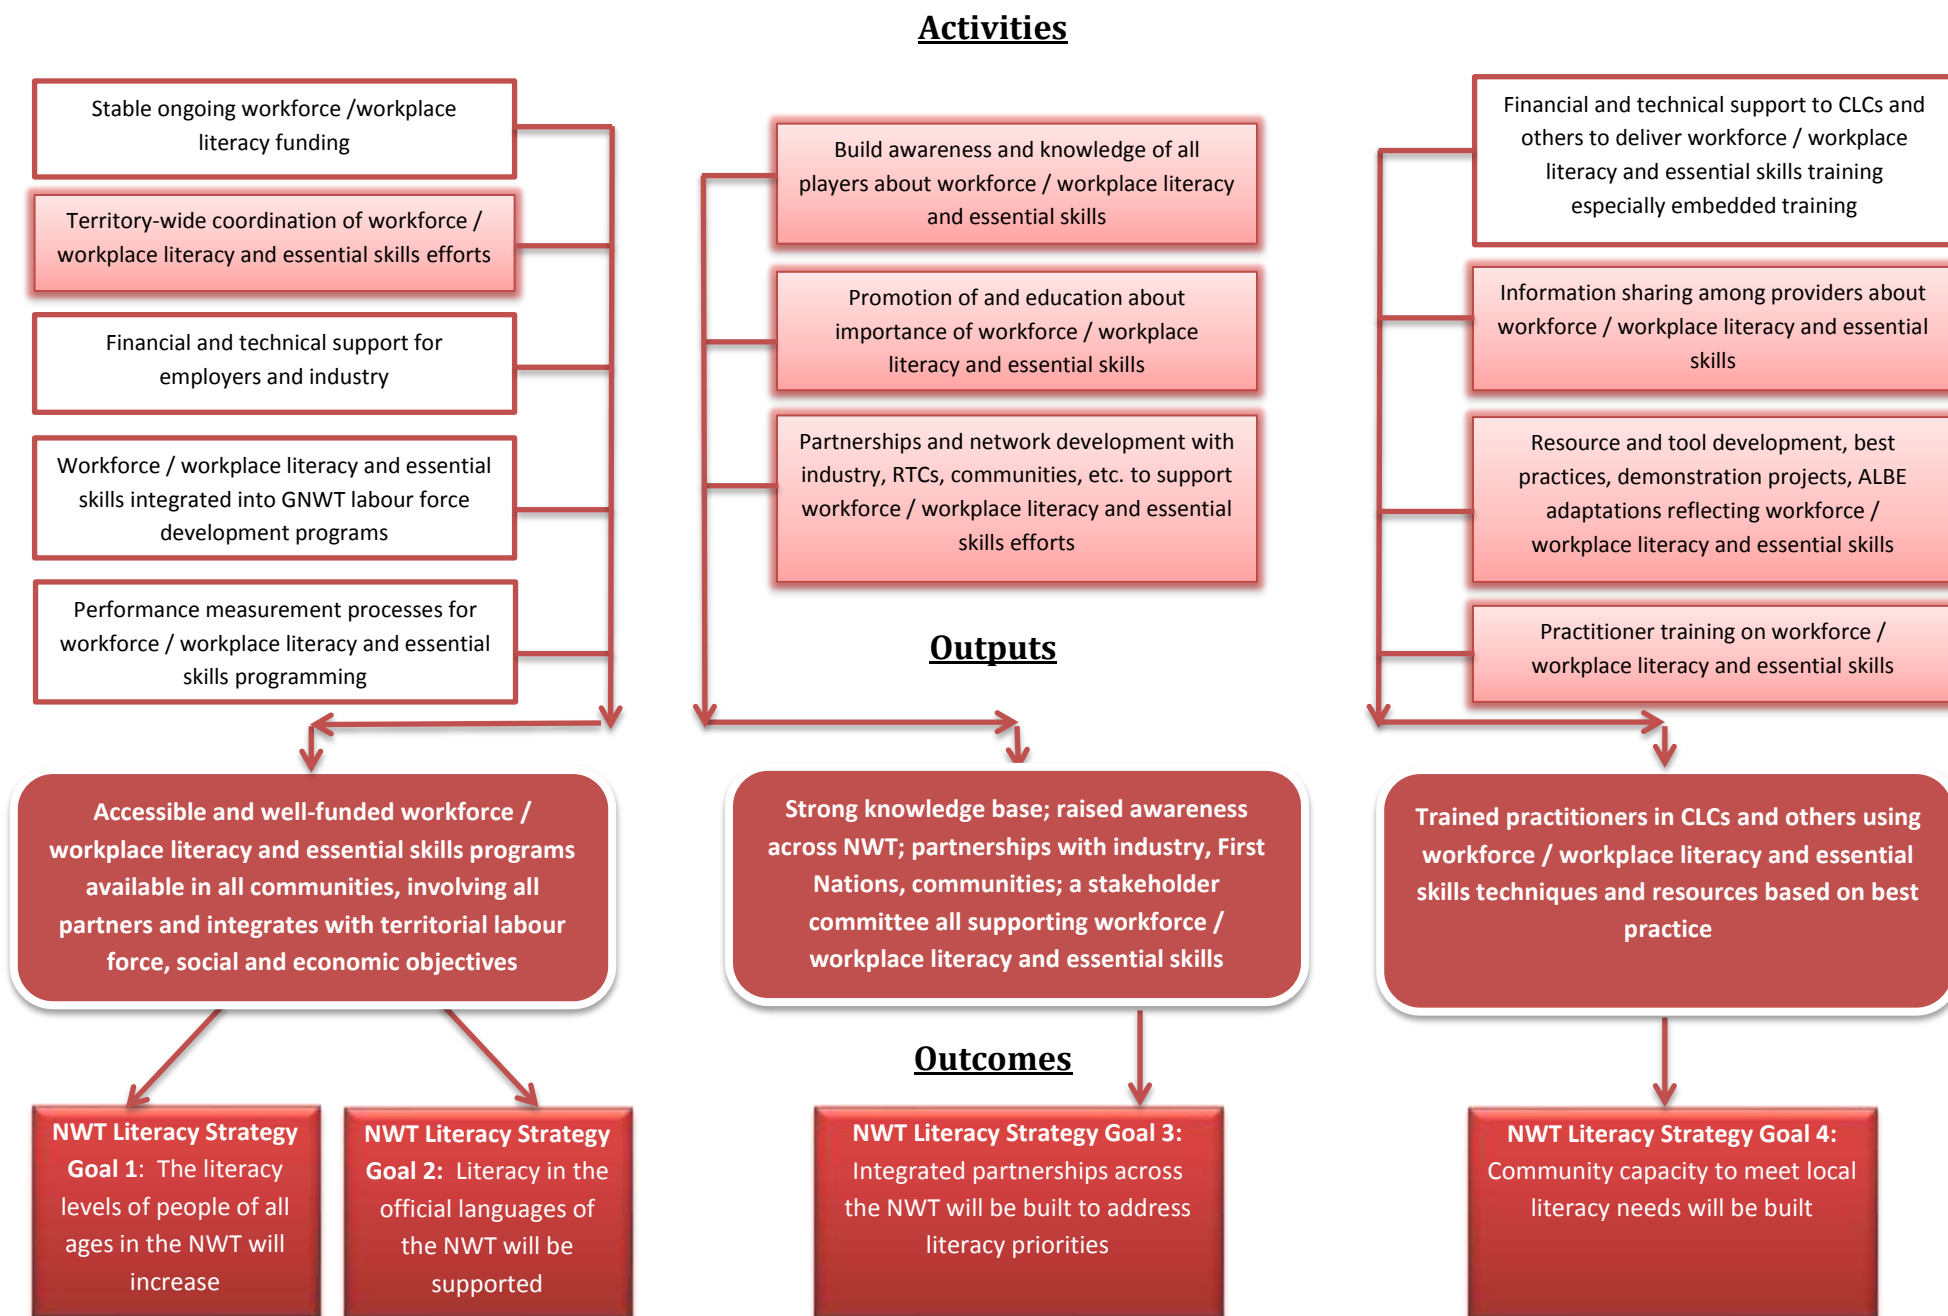 Activities
Stable ongoing workforce /workplace
literacy funding
Territory-wide coordination of workforce /
workplace literacy and essential skills efforts
Financial and technical support for
employers and industry
Workforce / workplace literacy and essential
skills integrated into GNWT labour force
development programs
Performance measurement processes for
workforce / workplace literacy and essential
skills programming
Build awareness and knowledge of all
players about workforce / workplace literacy
and essential skills
Promotion of and education about
importance of workforce / workplace
literacy and essential skills
Partnerships and network development with
industry, RTCs, communities, etc. to support
workforce / workplace literacy and essential
skills efforts
Financial and technical support to CLCs and
others to deliver workforce / workplace
literacy and essential skills training
especially embedded training
Information sharing among providers about
workforce / workplace literacy and essential
skills
Resource and tool development, best
practices, demonstration projects, ALBE
adaptations reflecting workforce /
workplace literacy and essential skills
Practitioner training on workforce /
workplace literacy and essential skills
Outputs
Accessible and well-funded workforce /
workplace literacy and essential skills programs
available in all communities, involving all
partners and integrates with territorial labour
force, social and economic objectives
Strong knowledge base; raised awareness
across NWT; partnerships with industry, First
Nations, communities; a stakeholder
committee all supporting workforce /
workplace literacy and essential skills
Trained practitioners in CLCs and others using
workforce / workplace literacy and essential
skills techniques and resources based on best
practice
Outcomes
NWT Literacy Strategy
Goal 1:  The literacy
levels of people of all
ages in the NWT will
increase
NWT Literacy Strategy
Goal 2:  Literacy in the
official languages of
the NWT will be
supported
NWT Literacy Strategy Goal 3:
Integrated partnerships across
the NWT will be built to address
literacy priorities
NWT Literacy Strategy Goal 4:
Community capacity to meet local
literacy needs will be built